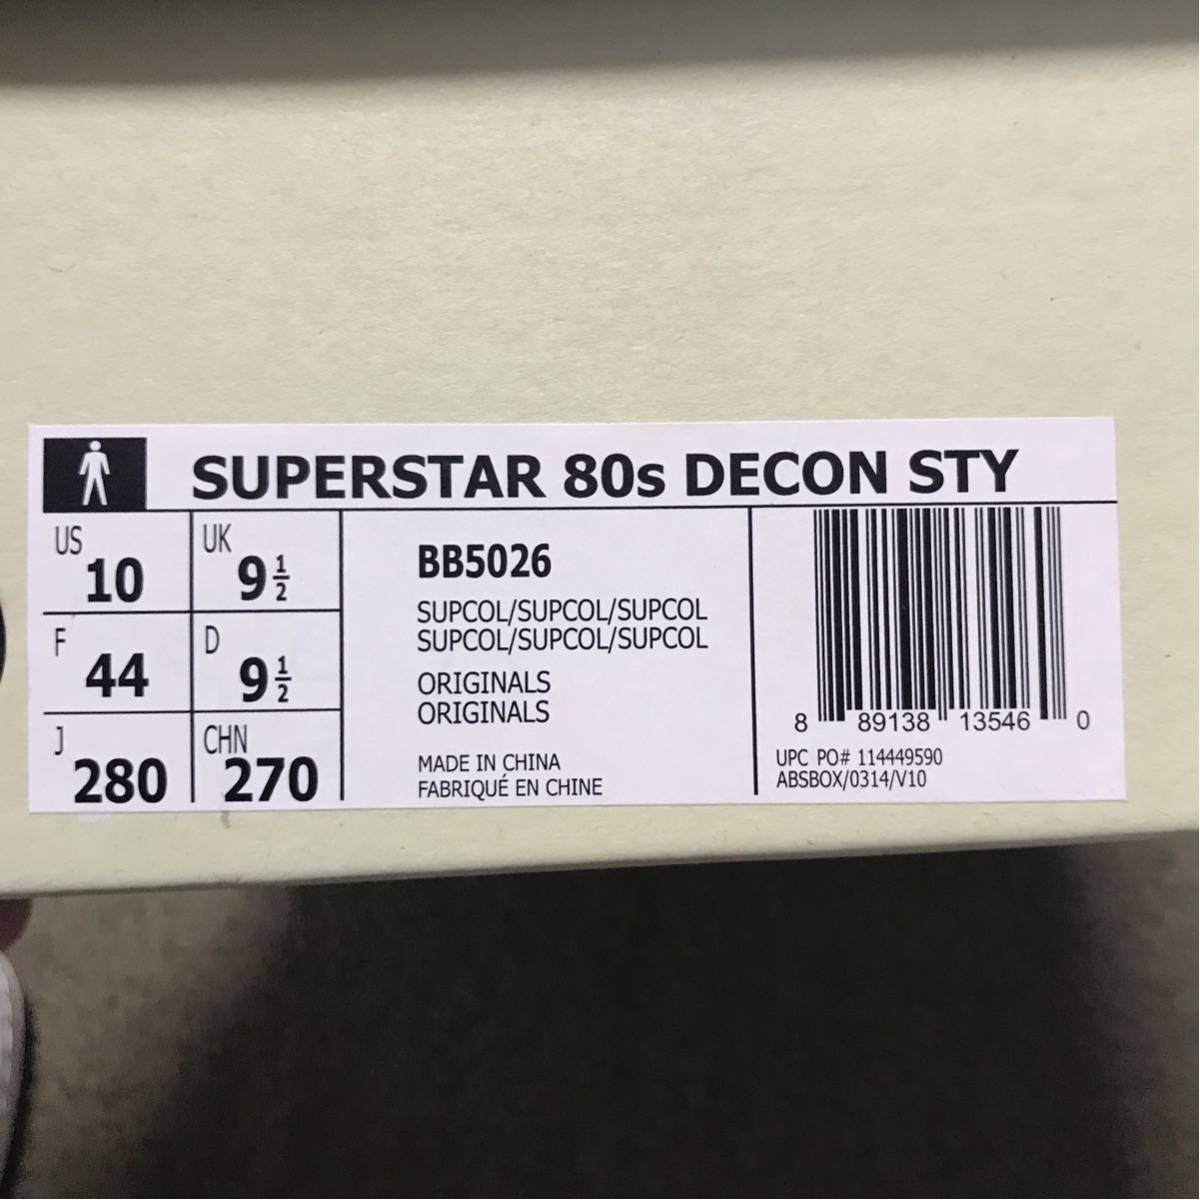 SUPERSTAR 80s DECON STY
US 10
UK 9 1/2
F 44
D 9 1/2
J 280
CHN 270
BB5026
SUPCOL/SUPCOL/SUPCOL
SUPCOL/SUPCOL/SUPCOL
ORIGINALS
ORIGINALS
MADE IN CHINA
FABRIQUÉ EN CHINE
8 89138 13546 0
UPC PO# 114449590
ABSBOX/0314/V10